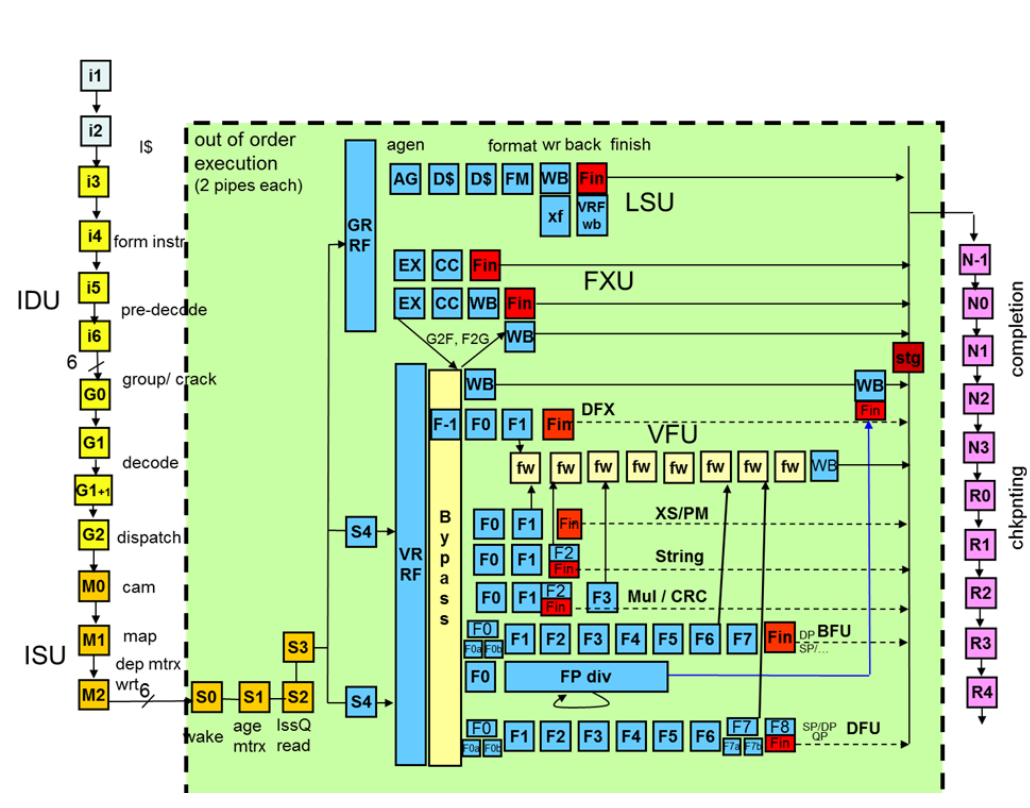 i1
i2
I$
i3
i4
form instr
IDU
i5
pre-decode
i6
6
group/ crack
G0
G1
decode
G1+1
G2
dispatch
M0
cam
ISU
M1
map
dep mtrx
wrt
M2
6
S0
S1
S2
S3
wake
age
mtrx
IssQ
read
out of order
execution
(2 pipes each)
S4
S4
GR
RF
agen
format wr back finish
AG D$ D$ FM WB Fin
xf
VRF
wb
LSU
EX CC Fin
FXU
EX CC WB Fin
G2F, F2G
WB
VR
RF
Bypass
WB
WB
Fin
stg
F-1 F0 F1 Fin
DFX
VFU
fw fw fw fw fw fw fw fw WB
F0 F1 Fin
XS/PM
F0 F1 F2
Fin
String
F0 F1 F2
Fin
F3
Mul / CRC
F0
F0a F0b
F1 F2 F3 F4 F5 F6 F7 Fin
DP
SP/...
BFU
F0
FP div
F0
F0a F0b
F1 F2 F3 F4 F5 F6
F7
F7a F7b
F8
Fin
SP/DP
QP
DFU
N-1
N0
N1
N2
N3
R0
R1
R2
R3
R4
completion
chkpnting